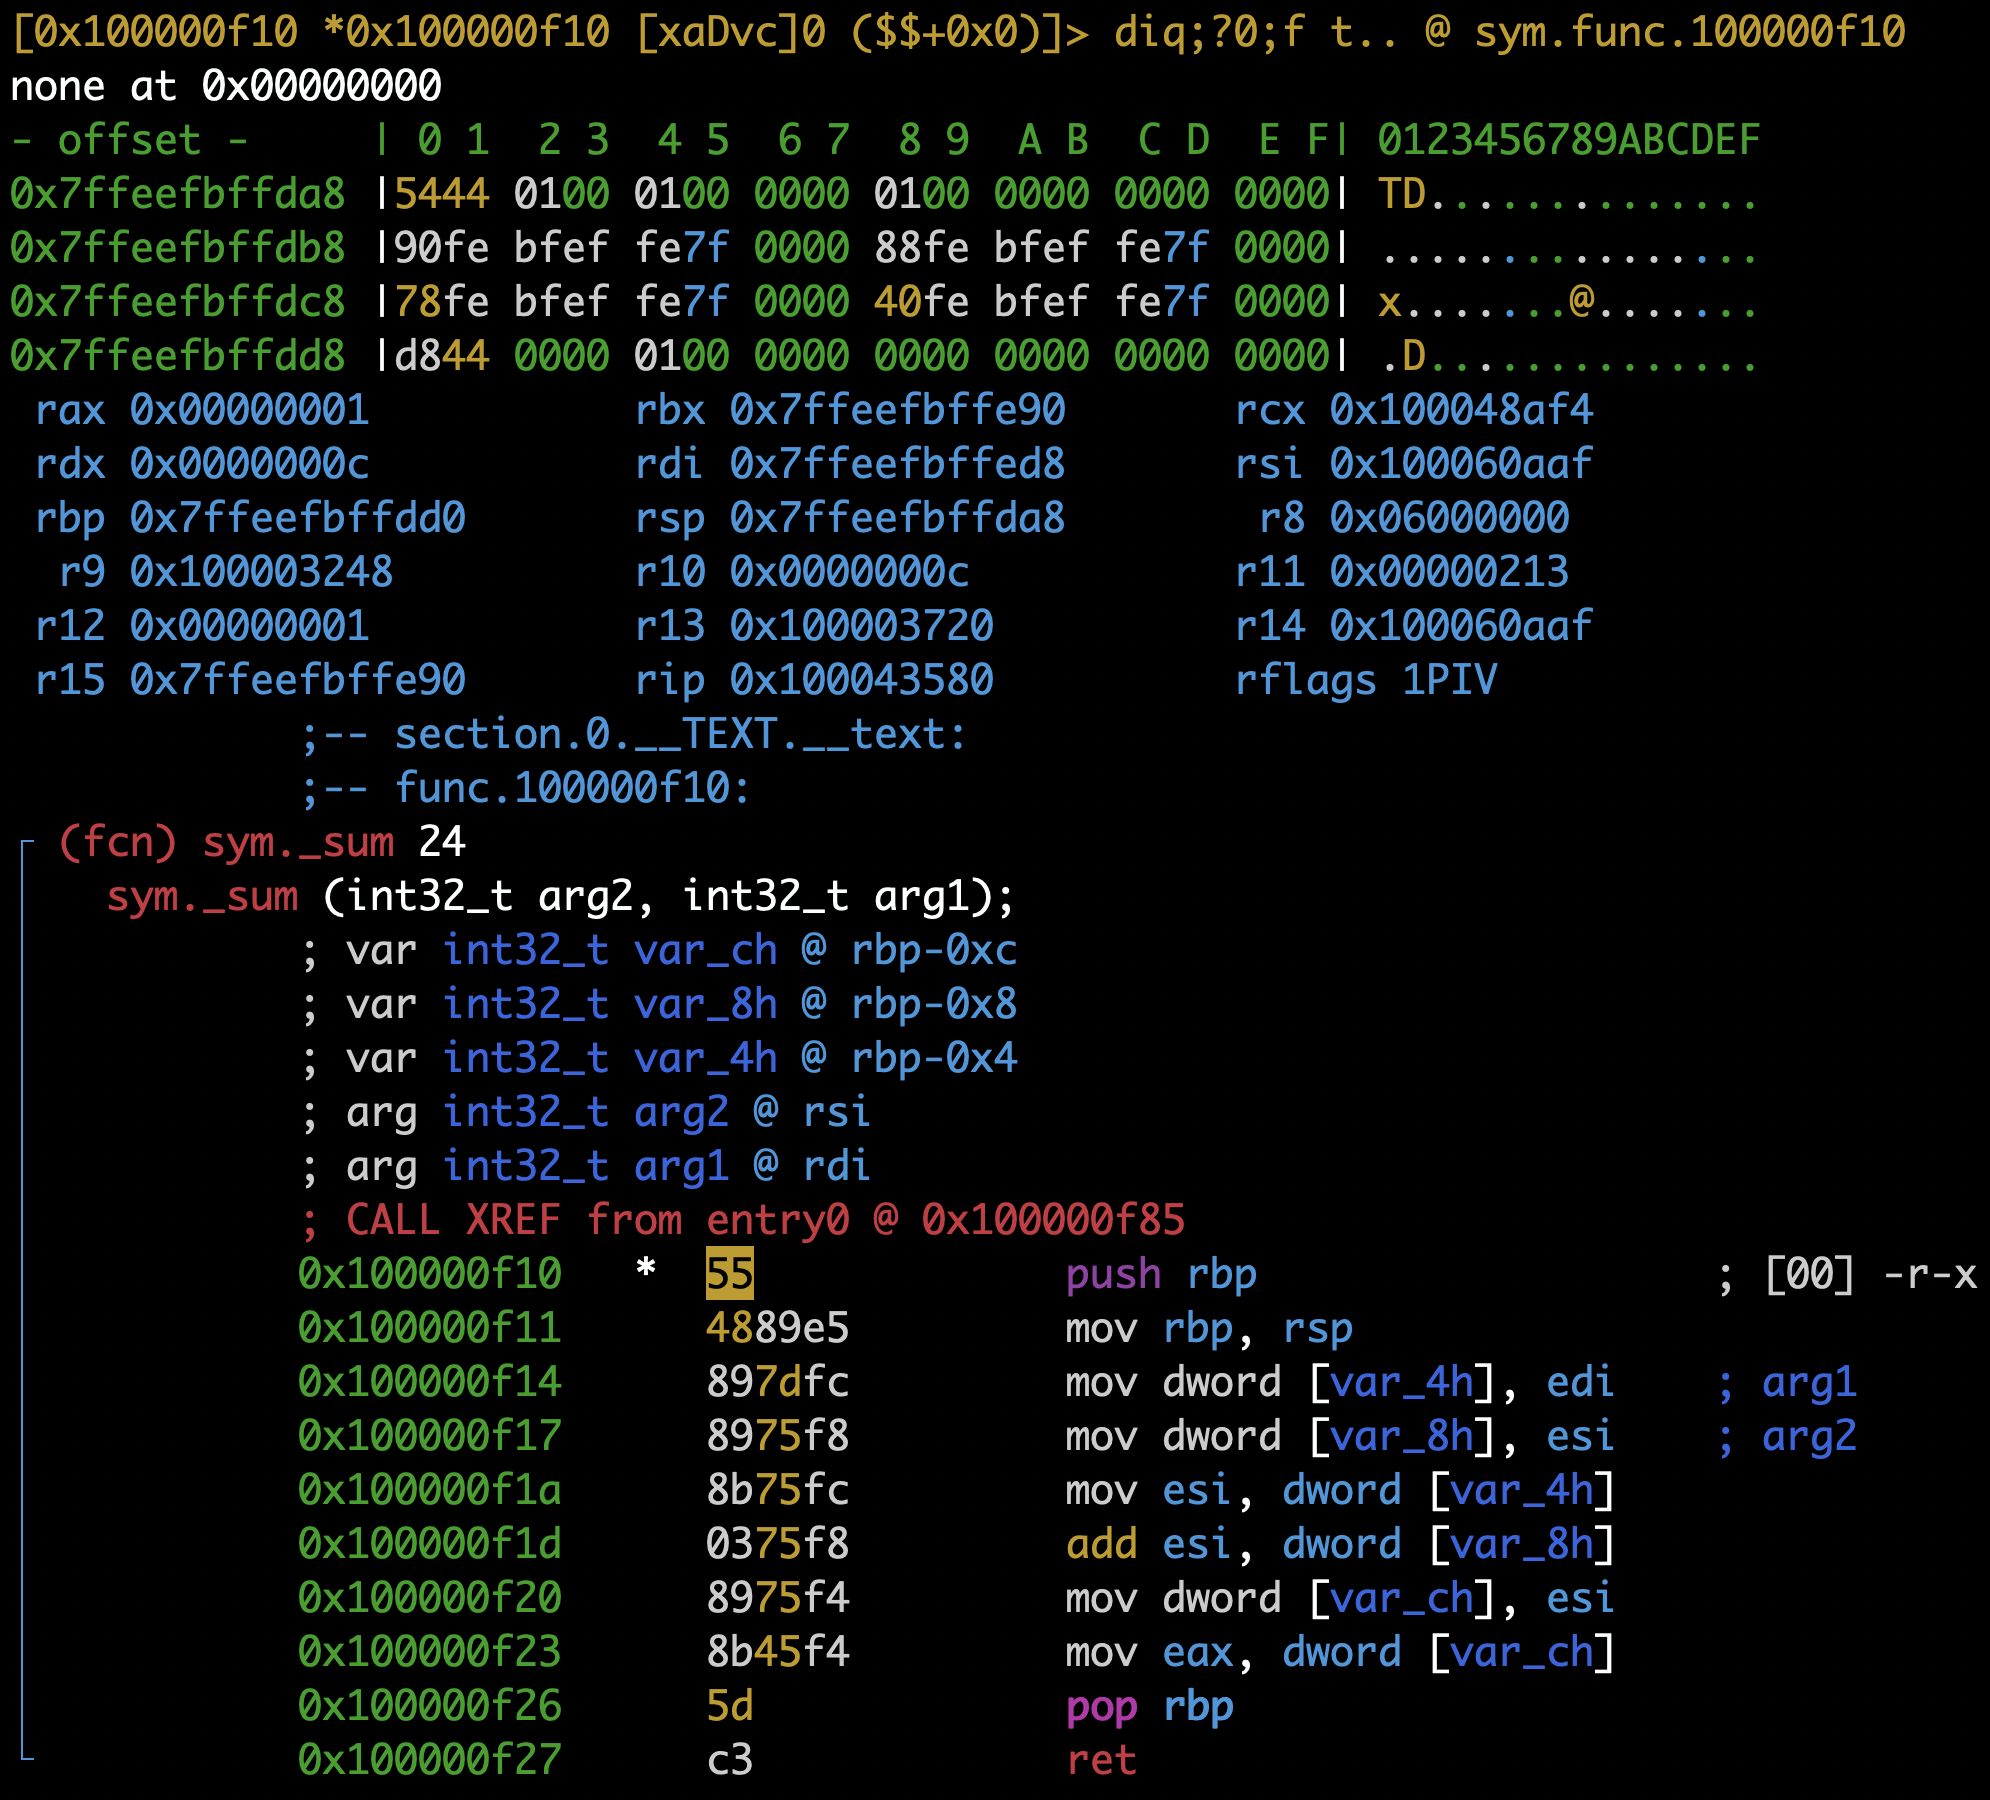 [0x100000f10 *0x100000f10 [xaDvc]0 ($$+0x0)]> diq;?0;f t.. @ sym.func.100000f10
none at 0x00000000
- offset -      | 0 1  2 3  4 5  6 7  8 9  A B  C D  E F|  0123456789ABCDEF
0x7ffeefbffda8 |5444 0100 0100 0000 0100 0000 0000 0000|  TD..............
0x7ffeefbffdb8 |90fe bfef fe7f 0000 88fe bfef fe7f 0000|  ................
0x7ffeefbffdc8 |78fe bfef fe7f 0000 40fe bfef fe7f 0000|  x.......@.......
0x7ffeefbffdd8 |d844 0000 0100 0000 0000 0000 0000 0000|  .D..............
rax 0x00000001           rbx 0x7ffeefbffe90       rcx 0x100048af4
rdx 0x0000000c           rdi 0x7ffeefbffed8       rsi 0x100060aaf
rbp 0x7ffeefbffdd0       rsp 0x7ffeefbffda8        r8 0x06000000
r9 0x100003248          r10 0x0000000c           r11 0x00000213
r12 0x00000001           r13 0x100003720          r14 0x100060aaf
r15 0x7ffeefbffe90       rip 0x100043580          rflags 1PIV
;-- section.0.__TEXT.__text:
;-- func.100000f10:
(fcn) sym._sum 24
sym._sum (int32_t arg2, int32_t arg1);
; var int32_t var_ch @ rbp-0xc
; var int32_t var_8h @ rbp-0x8
; var int32_t var_4h @ rbp-0x4
; arg int32_t arg2 @ rsi
; arg int32_t arg1 @ rdi
; CALL XREF from entry0 @ 0x100000f85
0x100000f10   *  55             push rbp                   ; [00] -r-x
0x100000f11      4889e5         mov rbp, rsp
0x100000f14      897dfc         mov dword [var_4h], edi    ; arg1
0x100000f17      8975f8         mov dword [var_8h], esi    ; arg2
0x100000f1a      8b75fc         mov esi, dword [var_4h]
0x100000f1d      0375f8         add esi, dword [var_8h]
0x100000f20      8975f4         mov dword [var_ch], esi
0x100000f23      8b45f4         mov eax, dword [var_ch]
0x100000f26      5d             pop rbp
0x100000f27      c3             ret